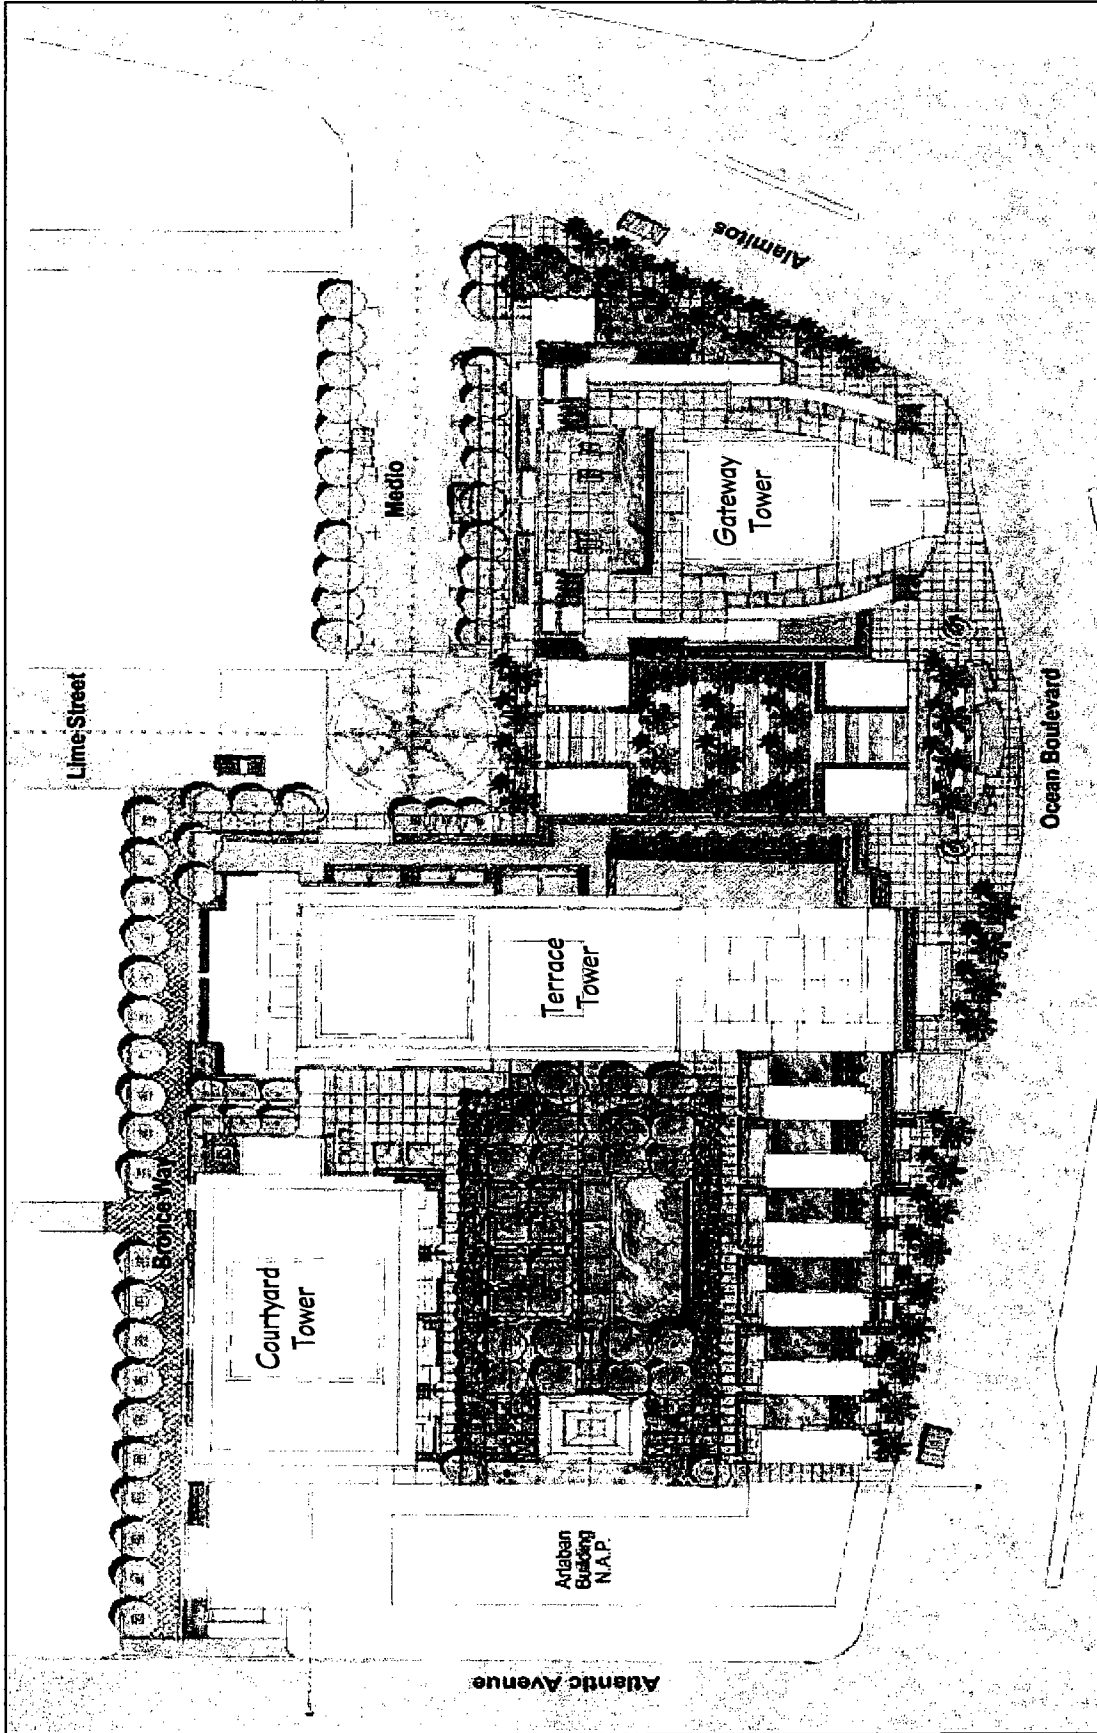 Alamitos
Medio
Gateway
Tower
Lime Street
Ocean Boulevard
Terrace
Tower
Bronce Way
Courtyard
Tower
Artaban
Building
N.A.P.
Atlantic Avenue